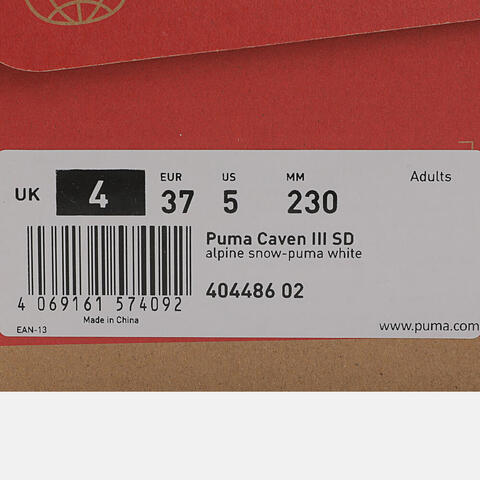 UK 4 EUR 37 US 5 MM 230 Adults
Puma Caven III SD
alpine snow-puma white
404486 02
4 069161 574092
Made in China
EAN-13
www.puma.com